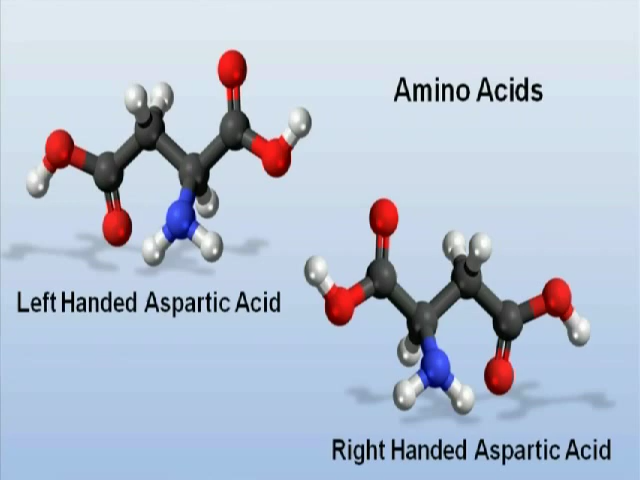 Amino Acids
Left Handed Aspartic Acid
Right Handed Aspartic Acid